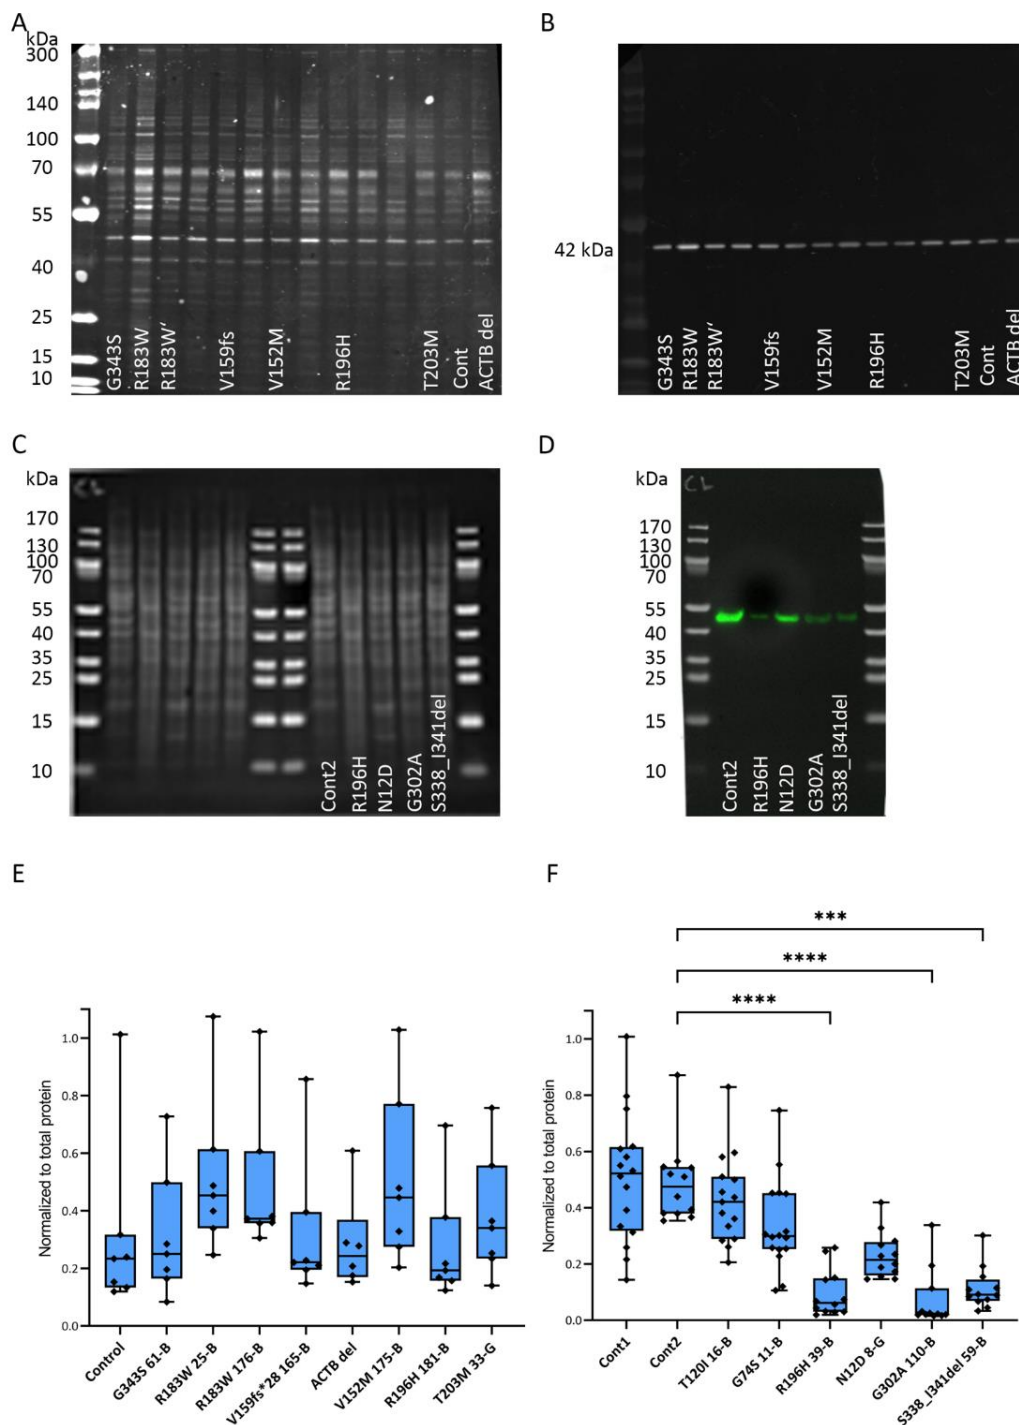 A
B
kDa
300
140
100
70
55
40
25
15
10
G343S
R183W
R183W'
V159fs
V152M
R196H
T203M
Cont
ACTB del
42 kDa
G343S
R183W
R183W'
V159fs
V152M
R196H
T203M
Cont
ACTB del
C
D
kDa
CL
170
130
100
70
55
40
35
25
15
10
Cont2
R196H
N12D
G302A
S338_I341del
kDa
CL
170
130
100
70
55
40
35
25
15
10
Cont2
R196H
N12D
G302A
S338_I341del
E
F
Normalized to total protein
1.0
0.8
0.6
0.4
0.2
0.0
Control
G343S 61-B
R183W 25-B
R183W 176-B
V159fs*28 165-B
ACTB del
V152M 175-B
R196H 181-B
T203M 33-G
***
****
****
Normalized to total protein
1.0
0.8
0.6
0.4
0.2
0.0
Cont1
Cont2
T120I 16-B
G74S 11-B
R196H 39-B
N12D 8-G
G302A 110-B
S338_I341del 59-B